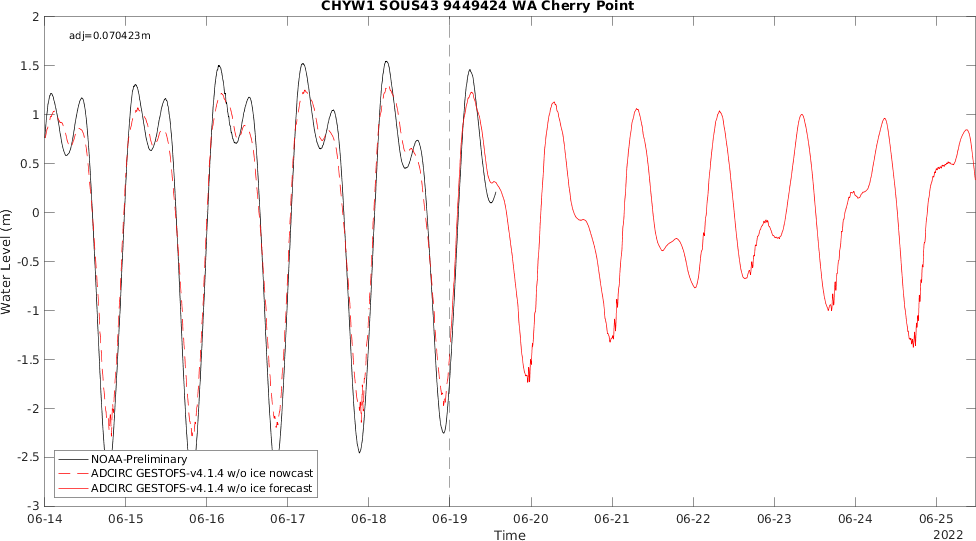 CHYW1 SOUS43 9449424 WA Cherry Point
adj=0.070423m
2
1.5
1
0.5
0
-0.5
-1
-1.5
-2
-2.5
-3
Water Level (m)
NOAA-Preliminary
ADCIRC GESTOFS-v4.1.4 w/o ice nowcast
ADCIRC GESTOFS-v4.1.4 w/o ice forecast
06-14 06-15 06-16 06-17 06-18 06-19 06-20 06-21 06-22 06-23 06-24 06-25
Time
2022